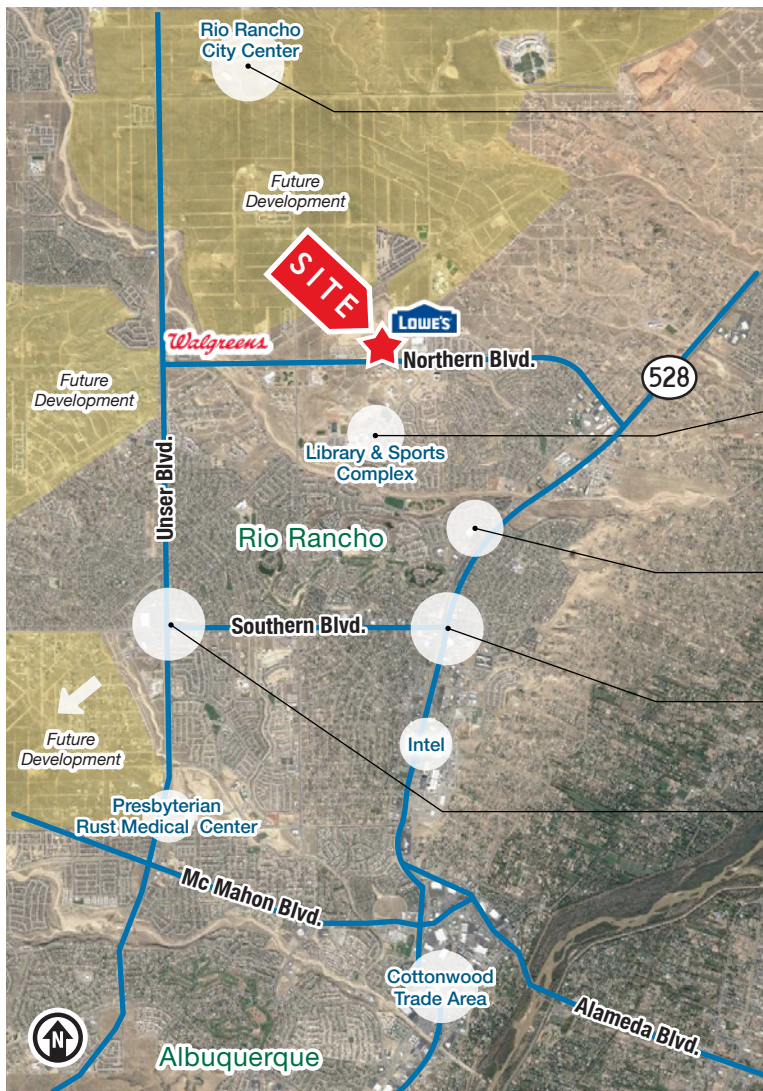 Rio Rancho
City Center
Future
Development
SITE
LOWE'S
Walgreens
Northern Blvd.
528
Future
Development
Library & Sports
Complex
Unser Blvd.
Rio Rancho
Southern Blvd.
Future
Development
Intel
Presbyterian
Rust Medical Center
Mc Mahon Blvd.
Cottonwood
Trade Area
Alameda Blvd.
N
Albuquerque